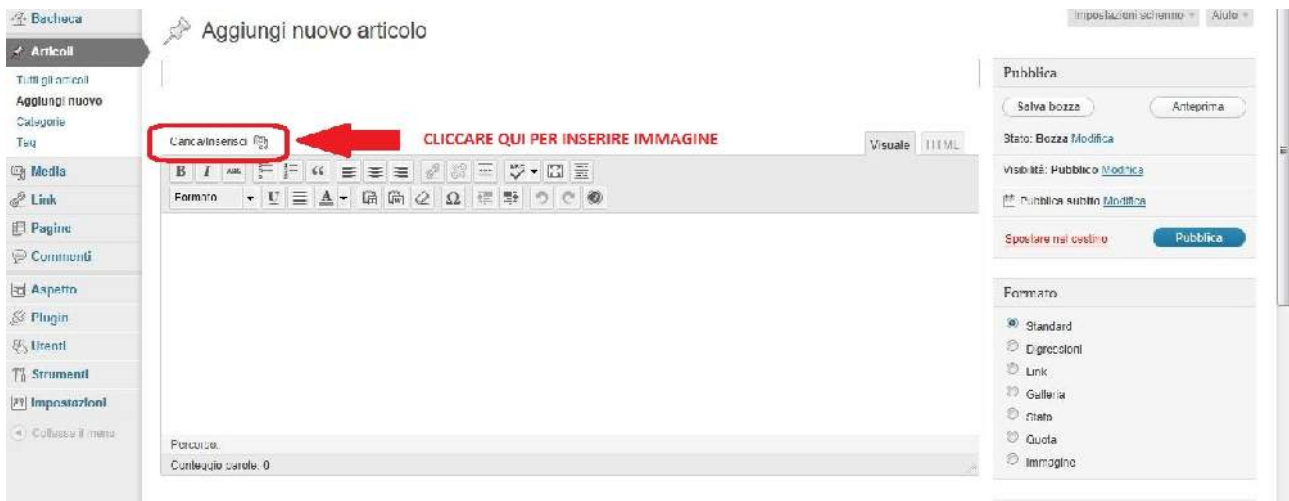 Bacheca
Articoli
Tutti gli articoli
Aggiungi nuovo
Categorie
Tag
Media
Link
Pagine
Commenti
Aspetto
Plugin
Utenti
Strumenti
Impostazioni
Collasse il menu
Impostazioni schermo Aiuto
Aggiungi nuovo articolo
Carica/Inserisci
CLICCARE QUI PER INSERIRE IMMAGINE
Visuale HTML
B I ABC
Formato U A Ω
Percorso:
Conteggio parole: 0
Pubblica
Salva bozza Anteprima
Stato: Bozza Modifica
Visibilità: Pubblico Modifica
Pubblica subito Modifica
Spostare nel cestino Pubblica
Formato
Standard
Digressioni
Link
Galleria
Stato
Quota
Immagine